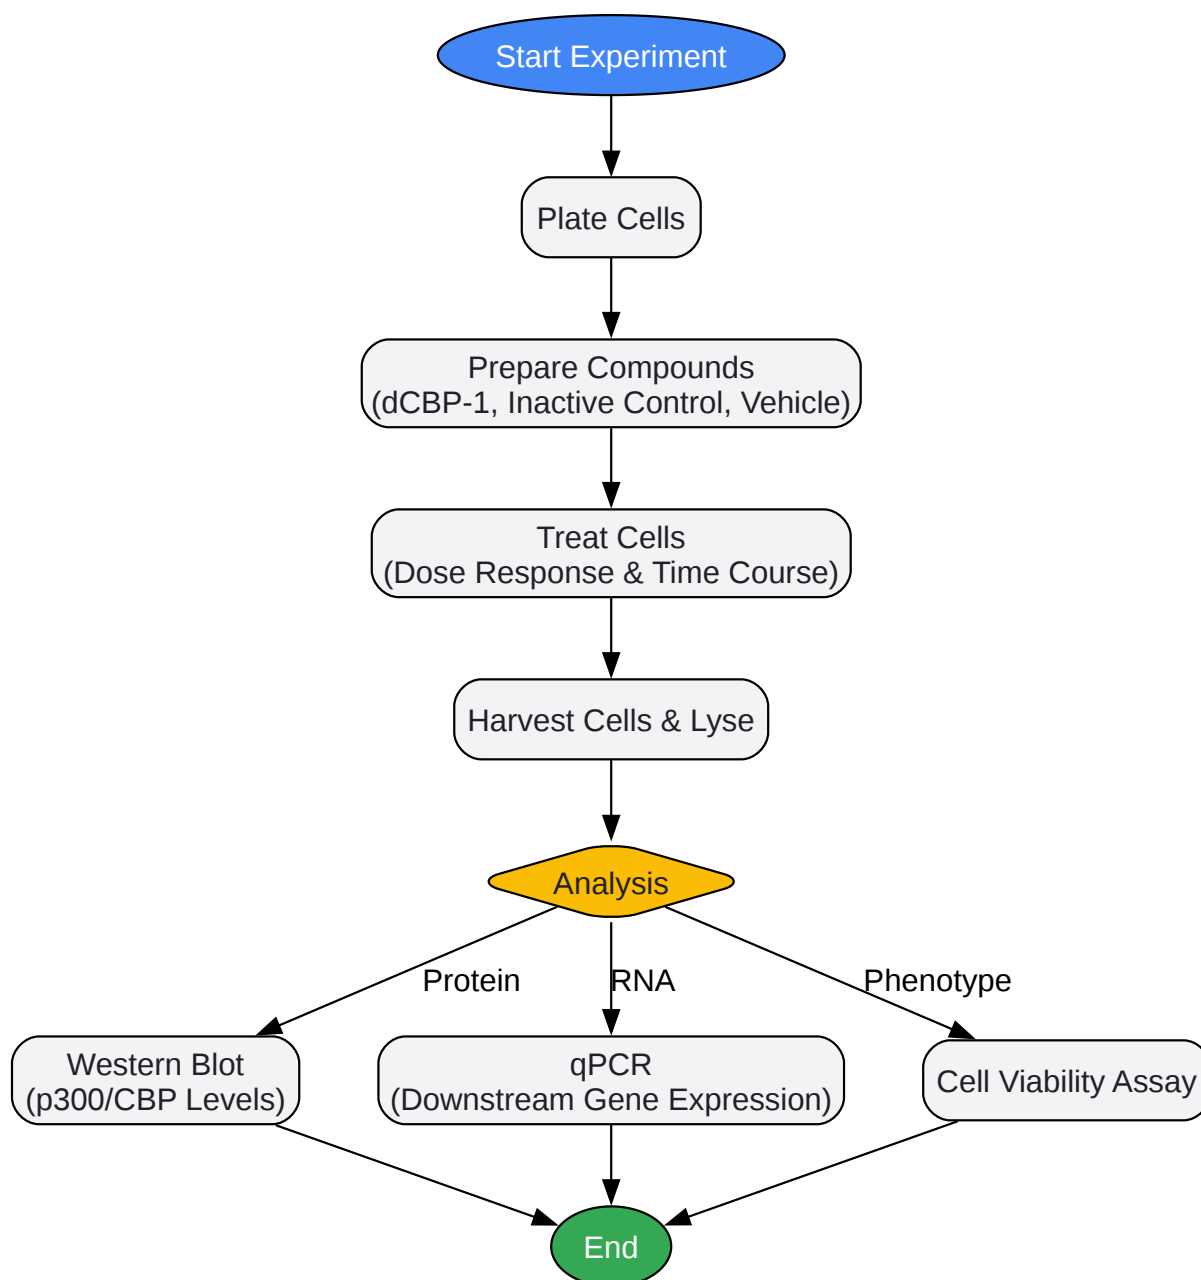 Start Experiment
Plate Cells
Prepare Compounds
(dCBP-1, Inactive Control, Vehicle)
Treat Cells
(Dose Response & Time Course)
Harvest Cells & Lyse
Analysis
Protein
RNA
Phenotype
Western Blot
(p300/CBP Levels)
qPCR
(Downstream Gene Expression)
Cell Viability Assay
End